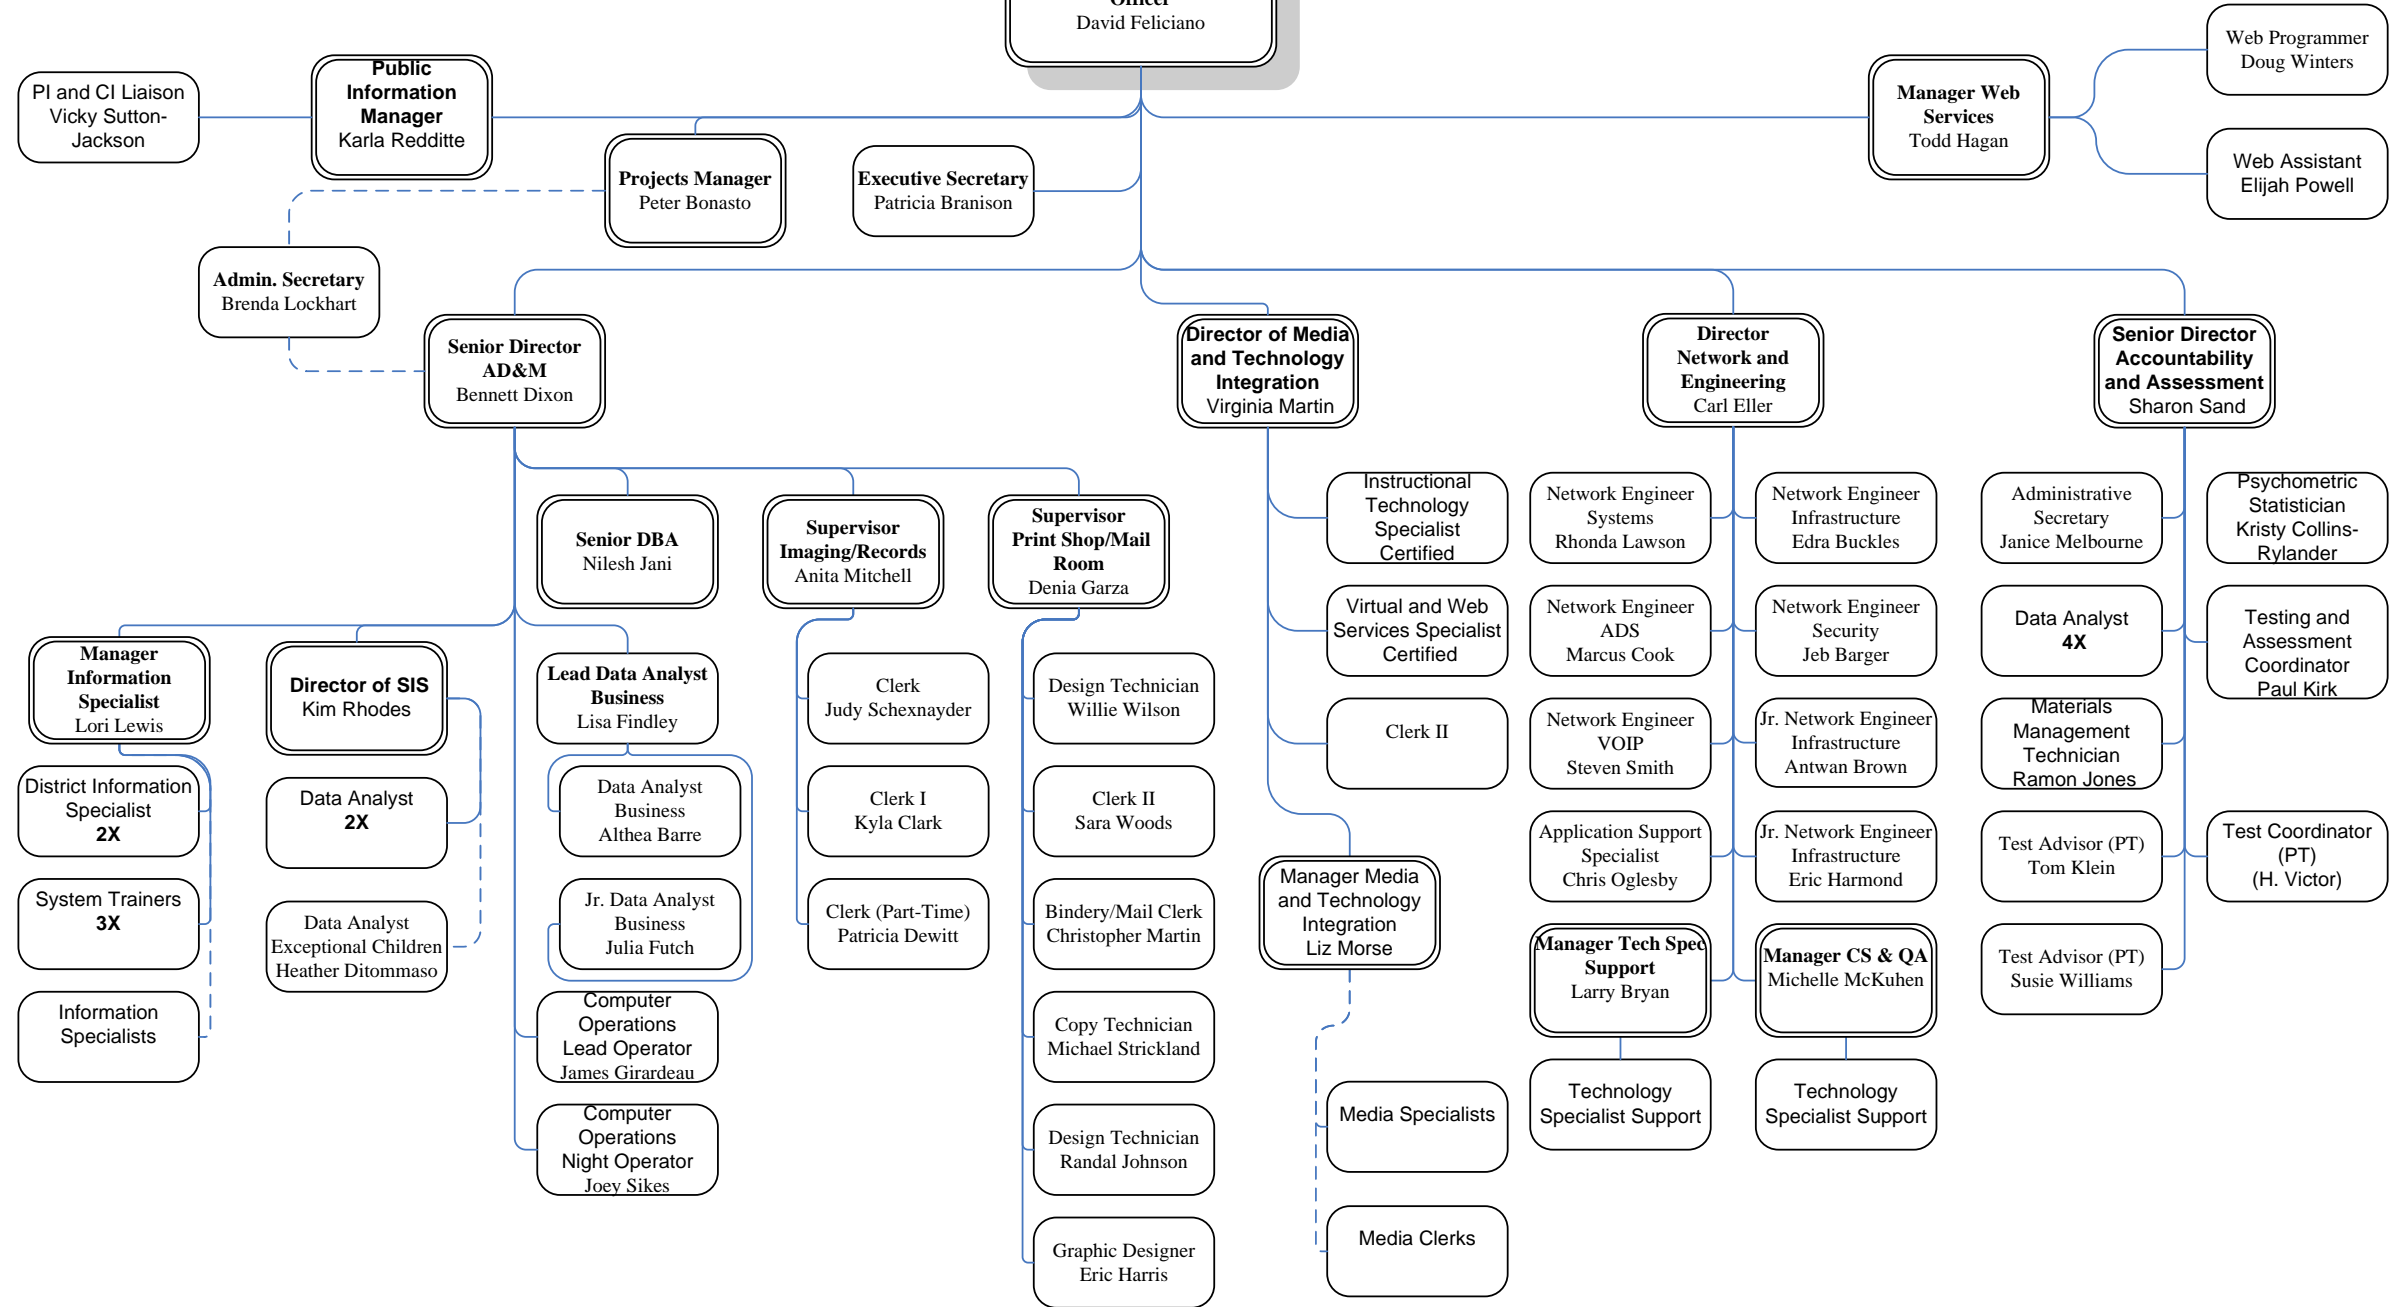 Officer
David Feliciano
Web Programmer
Doug Winters
Public
Information
Manager
Karla Redditte
PI and CI Liaison
Vicky Sutton-
Jackson
Manager Web
Services
Todd Hagan
Web Assistant
Elijah Powell
Projects Manager
Peter Bonasto
Executive Secretary
Patricia Branison
Admin. Secretary
Brenda Lockhart
Senior Director
AD&M
Bennett Dixon
Director of Media
and Technology
Integration
Virginia Martin
Director
Network and
Engineering
Carl Eller
Senior Director
Accountability
and Assessment
Sharon Sand
Senior DBA
Nilesh Jani
Supervisor
Imaging/Records
Anita Mitchell
Supervisor
Print Shop/Mail
Room
Denia Garza
Instructional
Technology
Specialist
Certified
Network Engineer
Systems
Rhonda Lawson
Network Engineer
Infrastructure
Edra Buckles
Administrative
Secretary
Janice Melbourne
Psychometric
Statistician
Kristy Collins-
Rylander
Virtual and Web
Services Specialist
Certified
Network Engineer
ADS
Marcus Cook
Network Engineer
Security
Jeb Barger
Data Analyst
4X
Testing and
Assessment
Coordinator
Paul Kirk
Manager
Information
Specialist
Lori Lewis
Director of SIS
Kim Rhodes
Lead Data Analyst
Business
Lisa Findley
Clerk
Judy Schexnayder
Design Technician
Willie Wilson
Clerk II
Network Engineer
VOIP
Steven Smith
Jr. Network Engineer
Infrastructure
Antwan Brown
Materials
Management
Technician
Ramon Jones
District Information
Specialist
2X
Data Analyst
2X
Data Analyst
Business
Althea Barre
Clerk I
Kyla Clark
Clerk II
Sara Woods
Application Support
Specialist
Chris Oglesby
Jr. Network Engineer
Infrastructure
Eric Harmond
Test Advisor (PT)
Tom Klein
Test Coordinator
(PT)
(H. Victor)
System Trainers
3X
Data Analyst
Exceptional Children
Heather Ditommaso
Jr. Data Analyst
Business
Julia Futch
Clerk (Part-Time)
Patricia Dewitt
Bindery/Mail Clerk
Christopher Martin
Manager Media
and Technology
Integration
Liz Morse
Manager Tech Spec
Support
Larry Bryan
Manager CS & QA
Michelle McKuhen
Test Advisor (PT)
Susie Williams
Information
Specialists
Computer
Operations
Lead Operator
James Girardeau
Copy Technician
Michael Strickland
Media Specialists
Technology
Specialist Support
Technology
Specialist Support
Computer
Operations
Night Operator
Joey Sikes
Design Technician
Randal Johnson
Media Clerks
Graphic Designer
Eric Harris